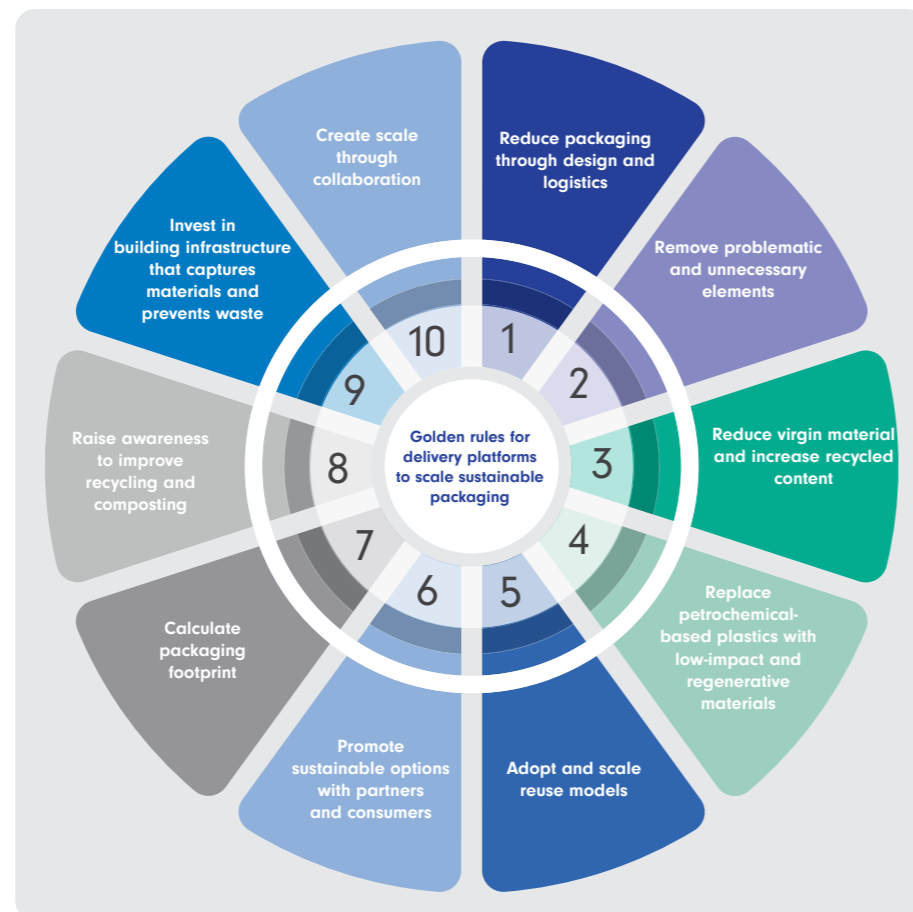 Golden rules for
delivery platforms
to scale sustainable
packaging
1
Reduce packaging
through design and
logistics
2
Remove problematic
and unnecessary
elements
3
Reduce virgin material
and increase recycled
content
4
Replace
petrochemical-
based plastics with
low-impact and
regenerative
materials
5
Adopt and scale
reuse models
6
Promote
sustainable options
with partners
and consumers
7
Calculate
packaging
footprint
8
Raise awareness
to improve
recycling and
composting
9
Invest in
building infrastructure
that captures
materials and
prevents waste
10
Create scale
through
collaboration